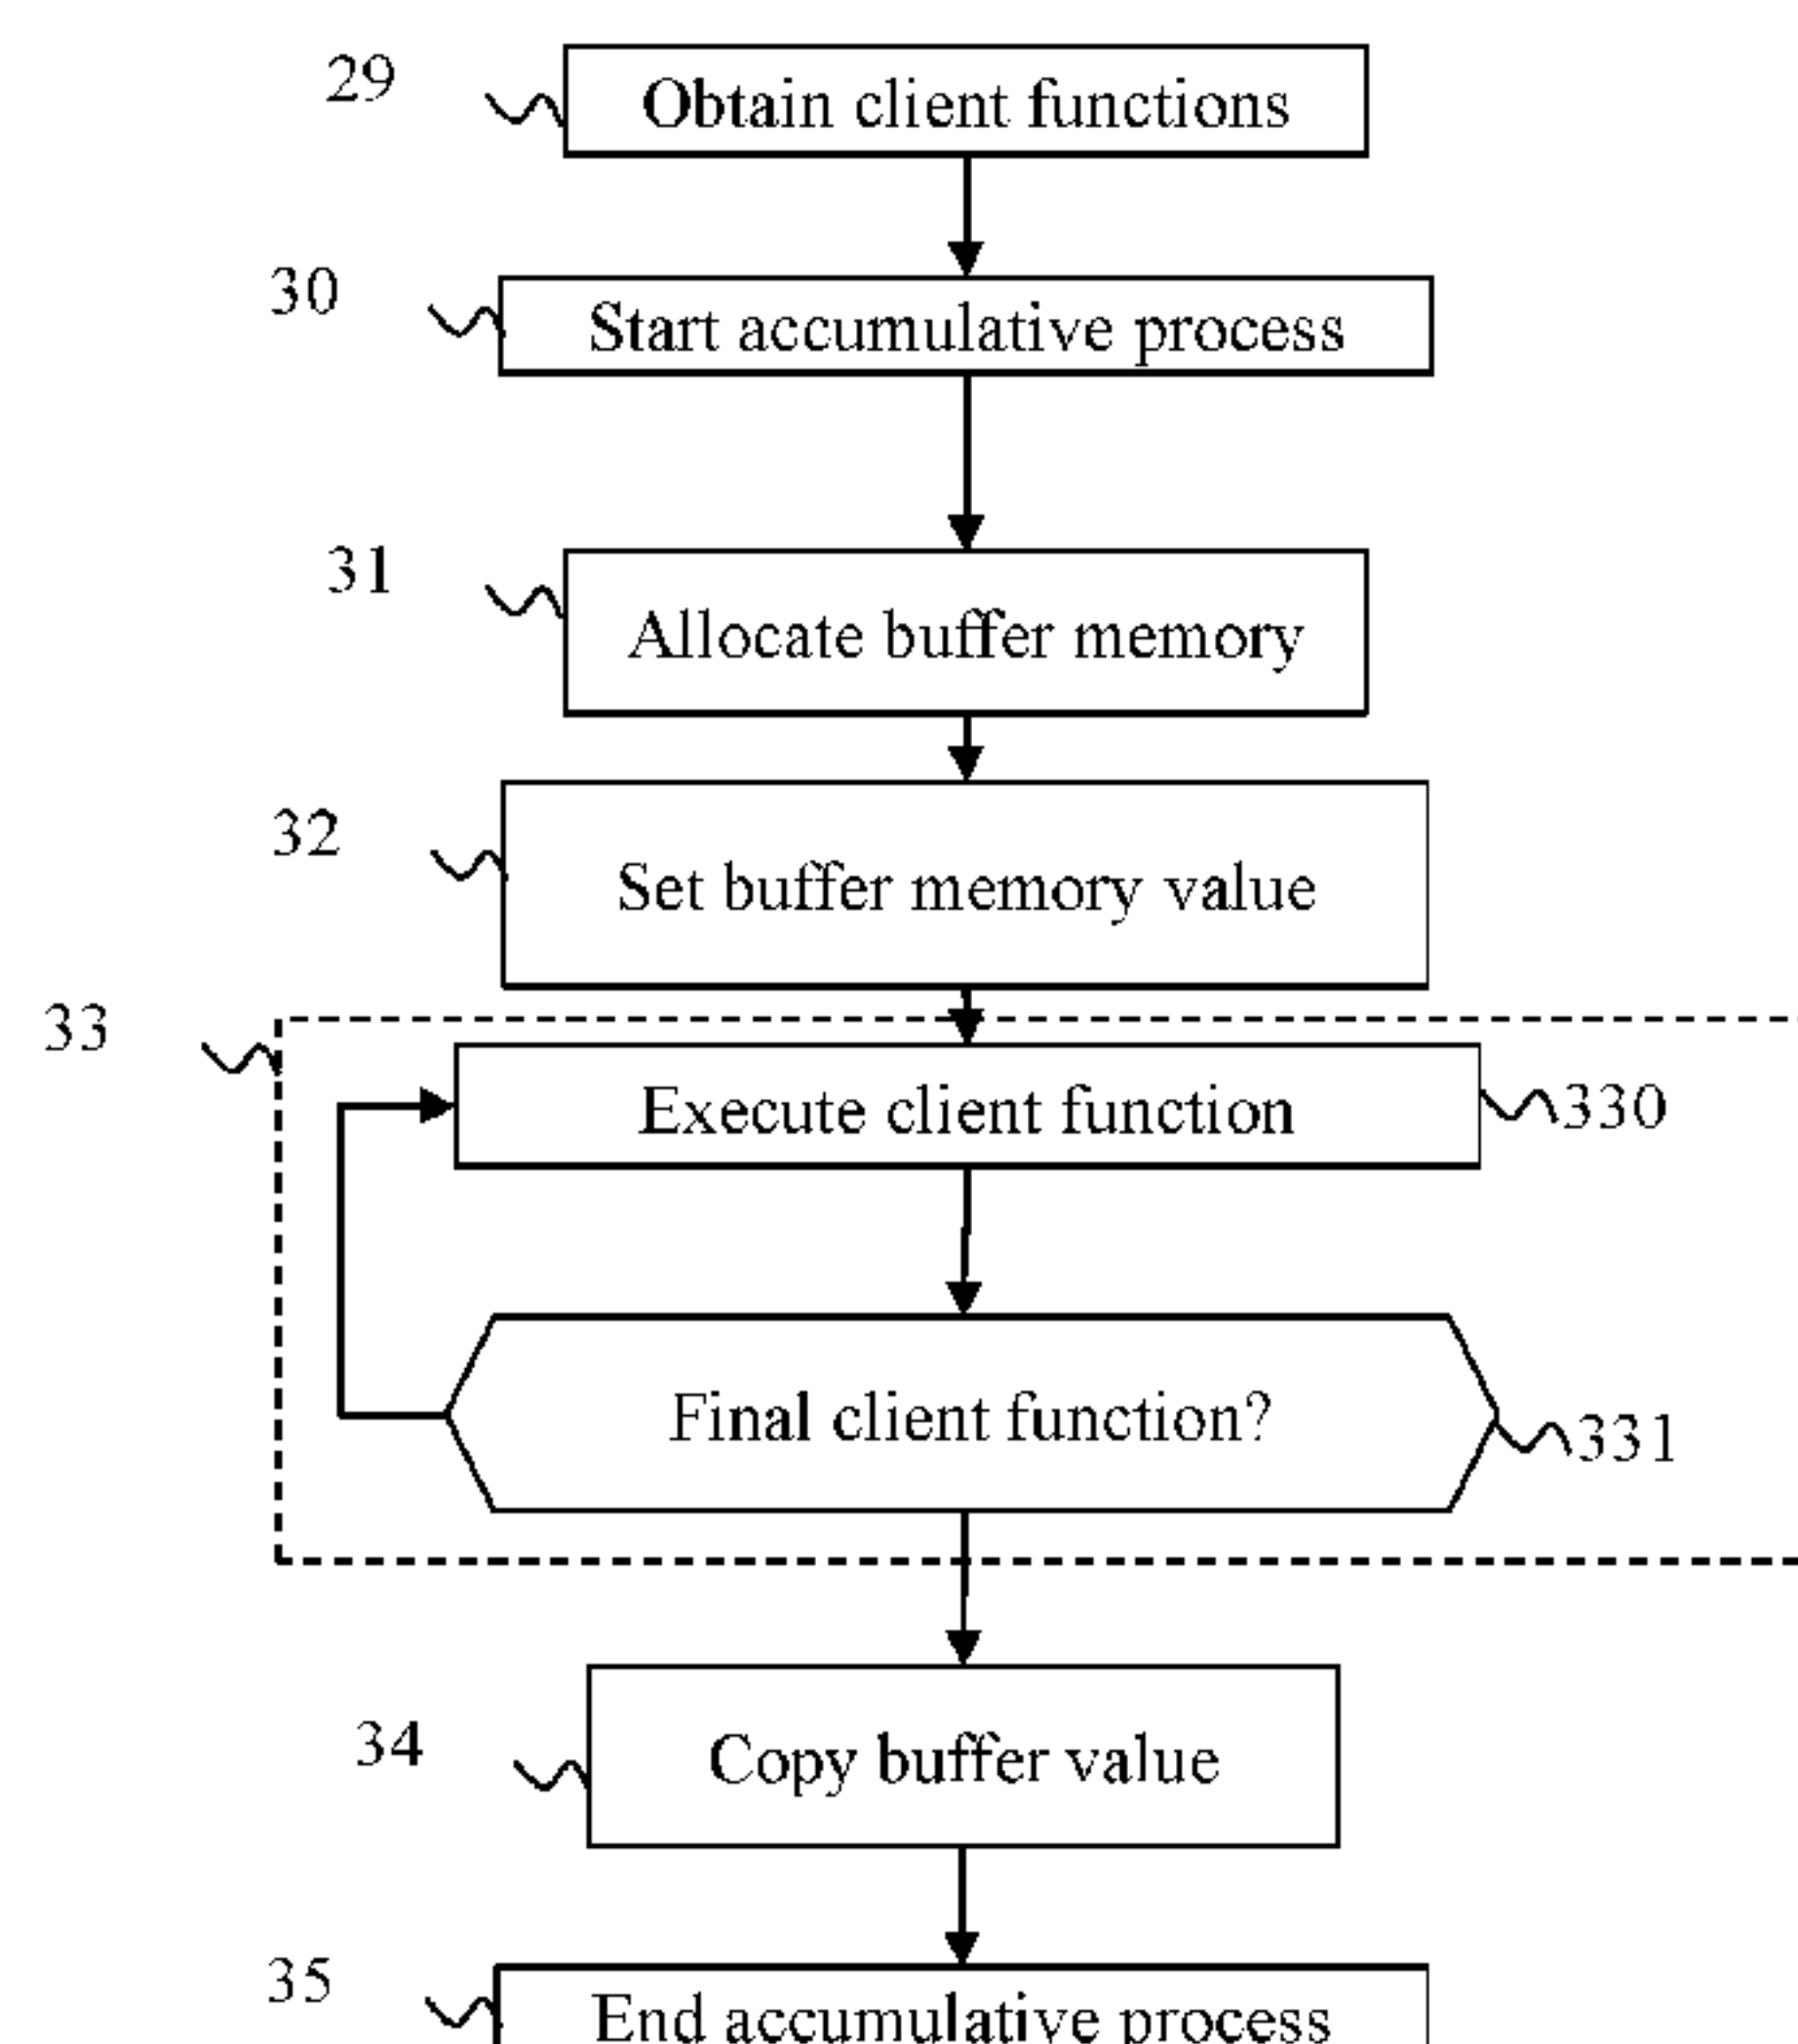 29
Obtain client functions
30
Start accumulative process
31
Allocate buffer memory
32
Set buffer memory value
33
Execute client function
330
Final client function?
331
34
Copy buffer value
35
End accumulative process